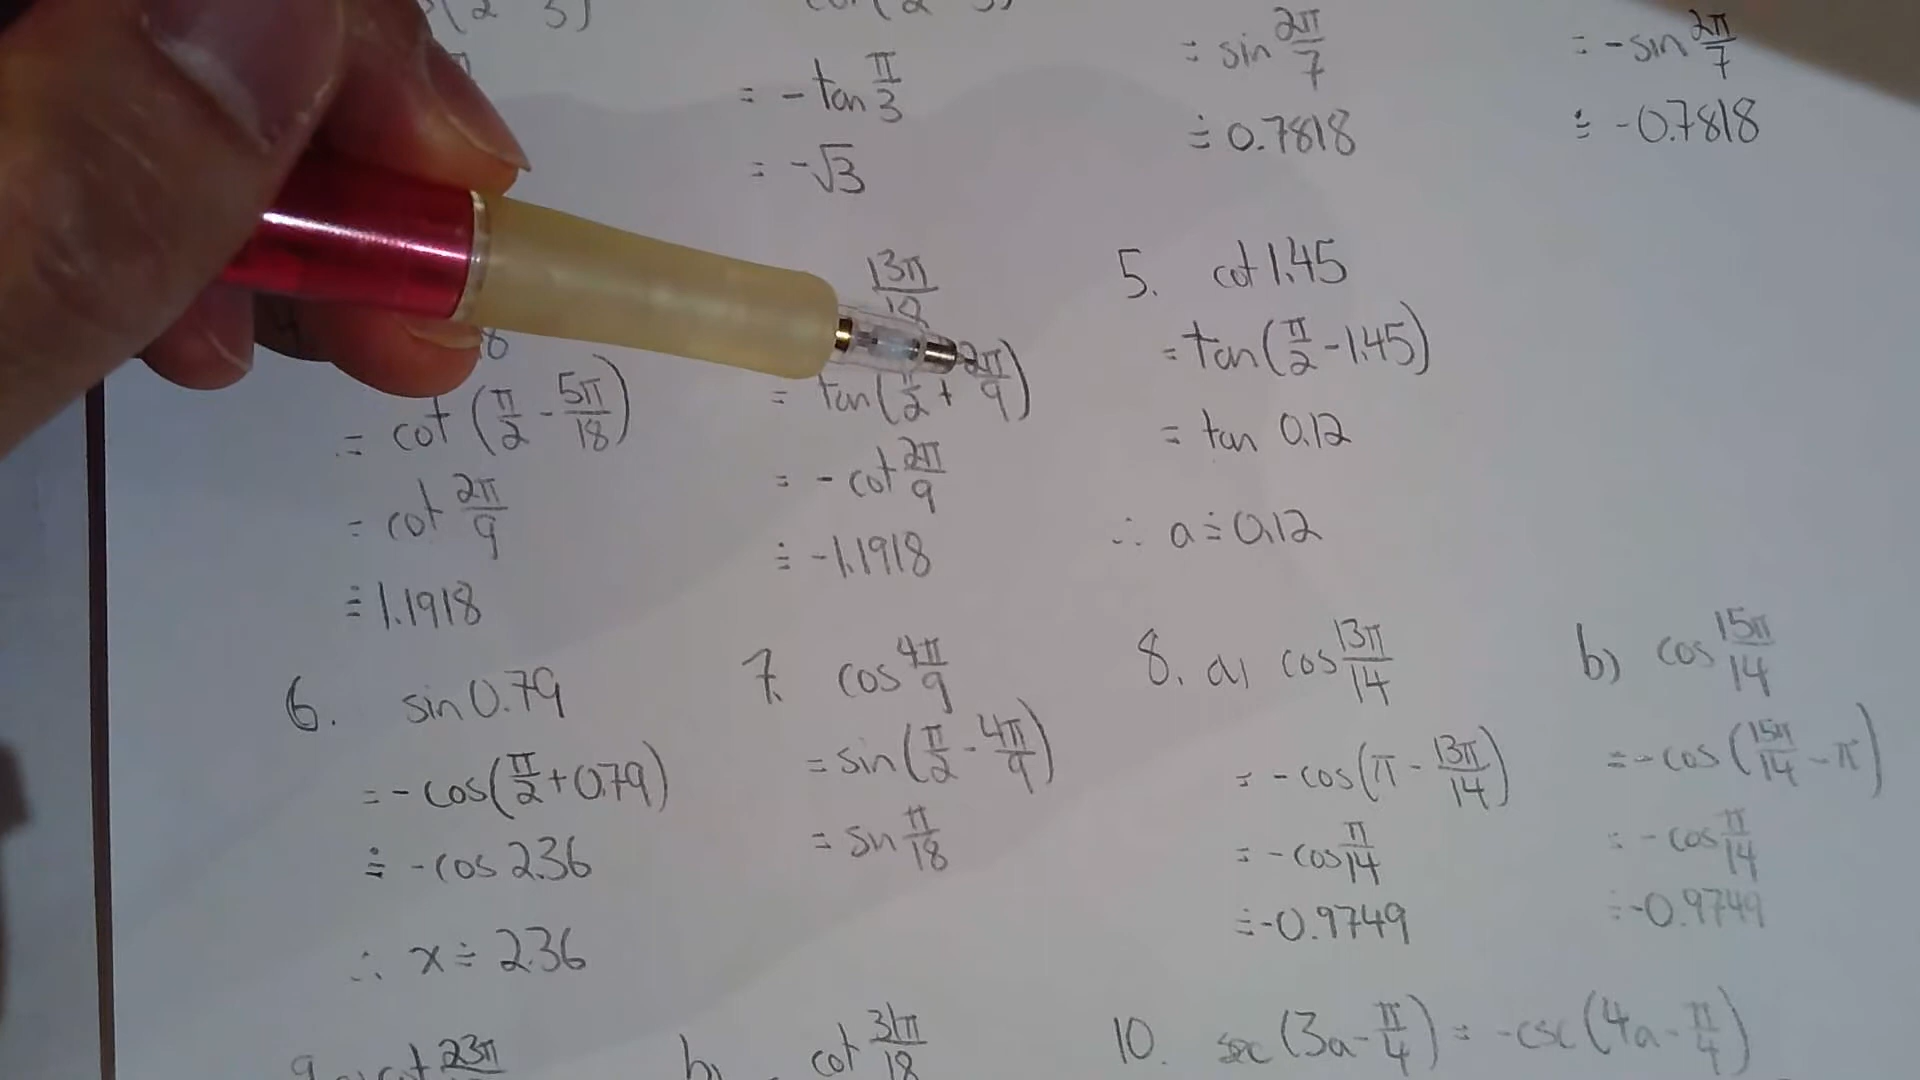 = -tan π/3
= -√3
= sin 2π/7
≐ 0.7818
= -sin 2π/7
≐ -0.7818
= cot(π/2 - 5π/18)
= cot 2π/9
≐ 1.1918
13π/18
= tan(π/2 + 2π/9)
= -cot 2π/9
≐ -1.1918
5. cot 1.45
= tan(π/2 - 1.45)
= tan 0.12
∴ a ≐ 0.12
6. sin 0.79
= -cos(π/2 + 0.79)
≐ -cos 2.36
∴ x ≐ 2.36
7. cos 4π/9
= sin(π/2 - 4π/9)
= sin π/18
8. a) cos 13π/14
= -cos(π - 13π/14)
= -cos π/14
≐ -0.9749
b) cos 15π/14
= -cos(15π/14 - π)
= -cos π/14
≐ -0.9749
9. a) cot 23π
b) cot 31π/18
10. sec(3a - π/4) = -csc(4a - π/4)